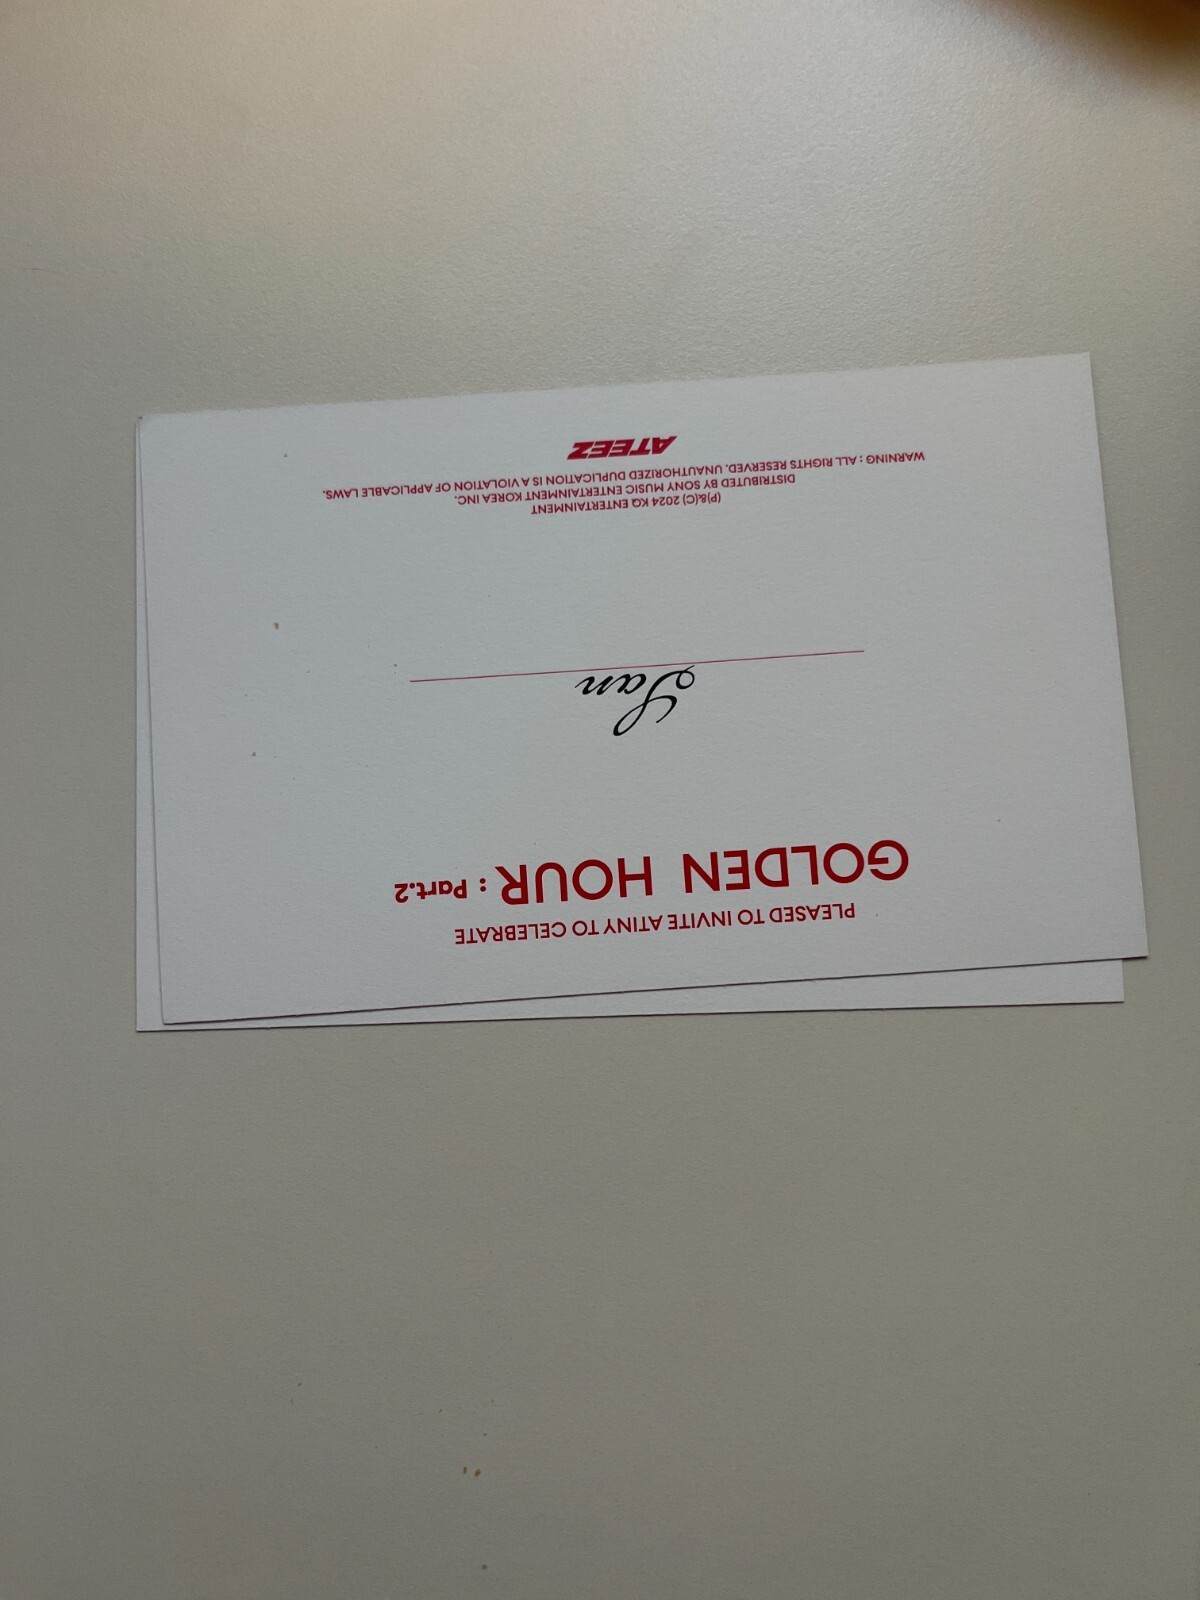 PLEASED TO INVITE ATINY TO CELEBRATE
GOLDEN HOUR : Part.2
San
(P)&(C) 2024 KQ ENTERTAINMENT
DISTRIBUTED BY SONY MUSIC ENTERTAINMENT KOREA INC.
WARNING : ALL RIGHTS RESERVED. UNAUTHORIZED DUPLICATION IS A VIOLATION OF APPLICABLE LAWS.
ATEEZ